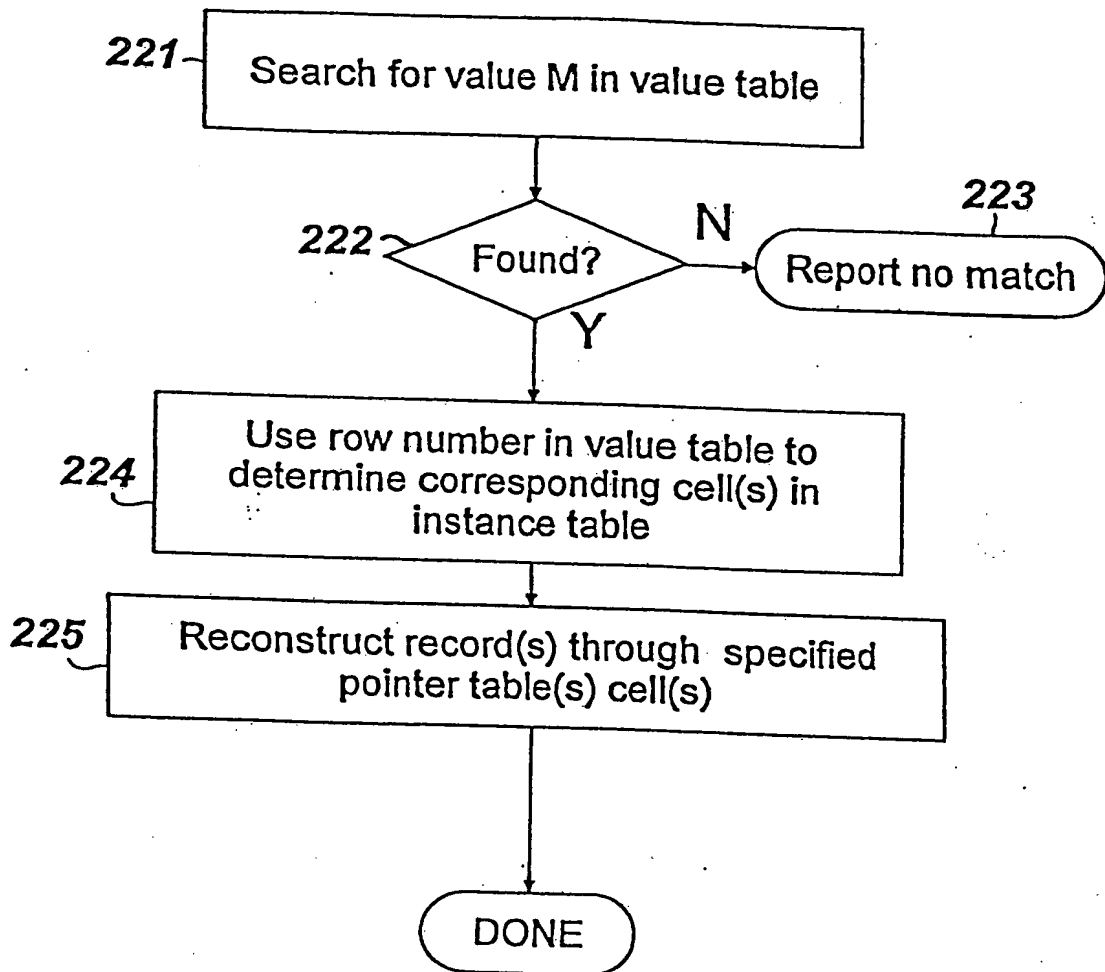 221
Search for value M in value table
222
Found?
N
223
Report no match
Y
224
Use row number in value table to
determine corresponding cell(s) in
instance table
225
Reconstruct record(s) through specified
pointer table(s) cell(s)
DONE